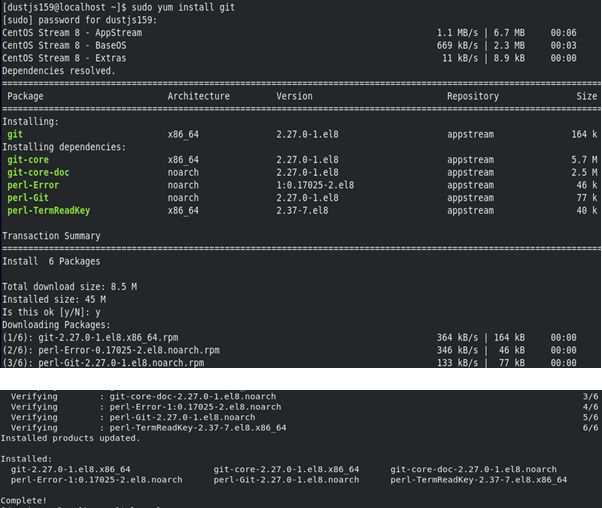 [dustjs159@localhost ~]$ sudo yum install git
[sudo] password for dustjs159:
CentOS Stream 8 - AppStream 1.1 MB/s | 6.7 MB 00:06
CentOS Stream 8 - BaseOS 669 kB/s | 2.3 MB 00:03
CentOS Stream 8 - Extras 11 kB/s | 8.9 kB 00:00
Dependencies resolved.
Package Architecture Version Repository Size
Installing:
git x86_64 2.27.0-1.el8 appstream 164 k
Installing dependencies:
git-core x86_64 2.27.0-1.el8 appstream 5.7 M
git-core-doc noarch 2.27.0-1.el8 appstream 2.5 M
perl-Error noarch 1:0.17025-2.el8 appstream 46 k
perl-Git noarch 2.27.0-1.el8 appstream 77 k
perl-TermReadKey x86_64 2.37-7.el8 appstream 40 k
Transaction Summary
Install 6 Packages
Total download size: 8.5 M
Installed size: 45 M
Is this ok [y/N]: y
Downloading Packages:
(1/6): git-2.27.0-1.el8.x86_64.rpm 364 kB/s | 164 kB 00:00
(2/6): perl-Error-0.17025-2.el8.noarch.rpm 346 kB/s | 46 kB 00:00
(3/6): perl-Git-2.27.0-1.el8.noarch.rpm 133 kB/s | 77 kB 00:00
Verifying : git-core-doc-2.27.0-1.el8.noarch 3/6
Verifying : perl-Error-1:0.17025-2.el8.noarch 4/6
Verifying : perl-Git-2.27.0-1.el8.noarch 5/6
Verifying : perl-TermReadKey-2.37-7.el8.x86_64 6/6
Installed products updated.
Installed:
git-2.27.0-1.el8.x86_64 git-core-2.27.0-1.el8.x86_64 git-core-doc-2.27.0-1.el8.noarch
perl-Error-1:0.17025-2.el8.noarch perl-Git-2.27.0-1.el8.noarch perl-TermReadKey-2.37-7.el8.x86_64
Complete!